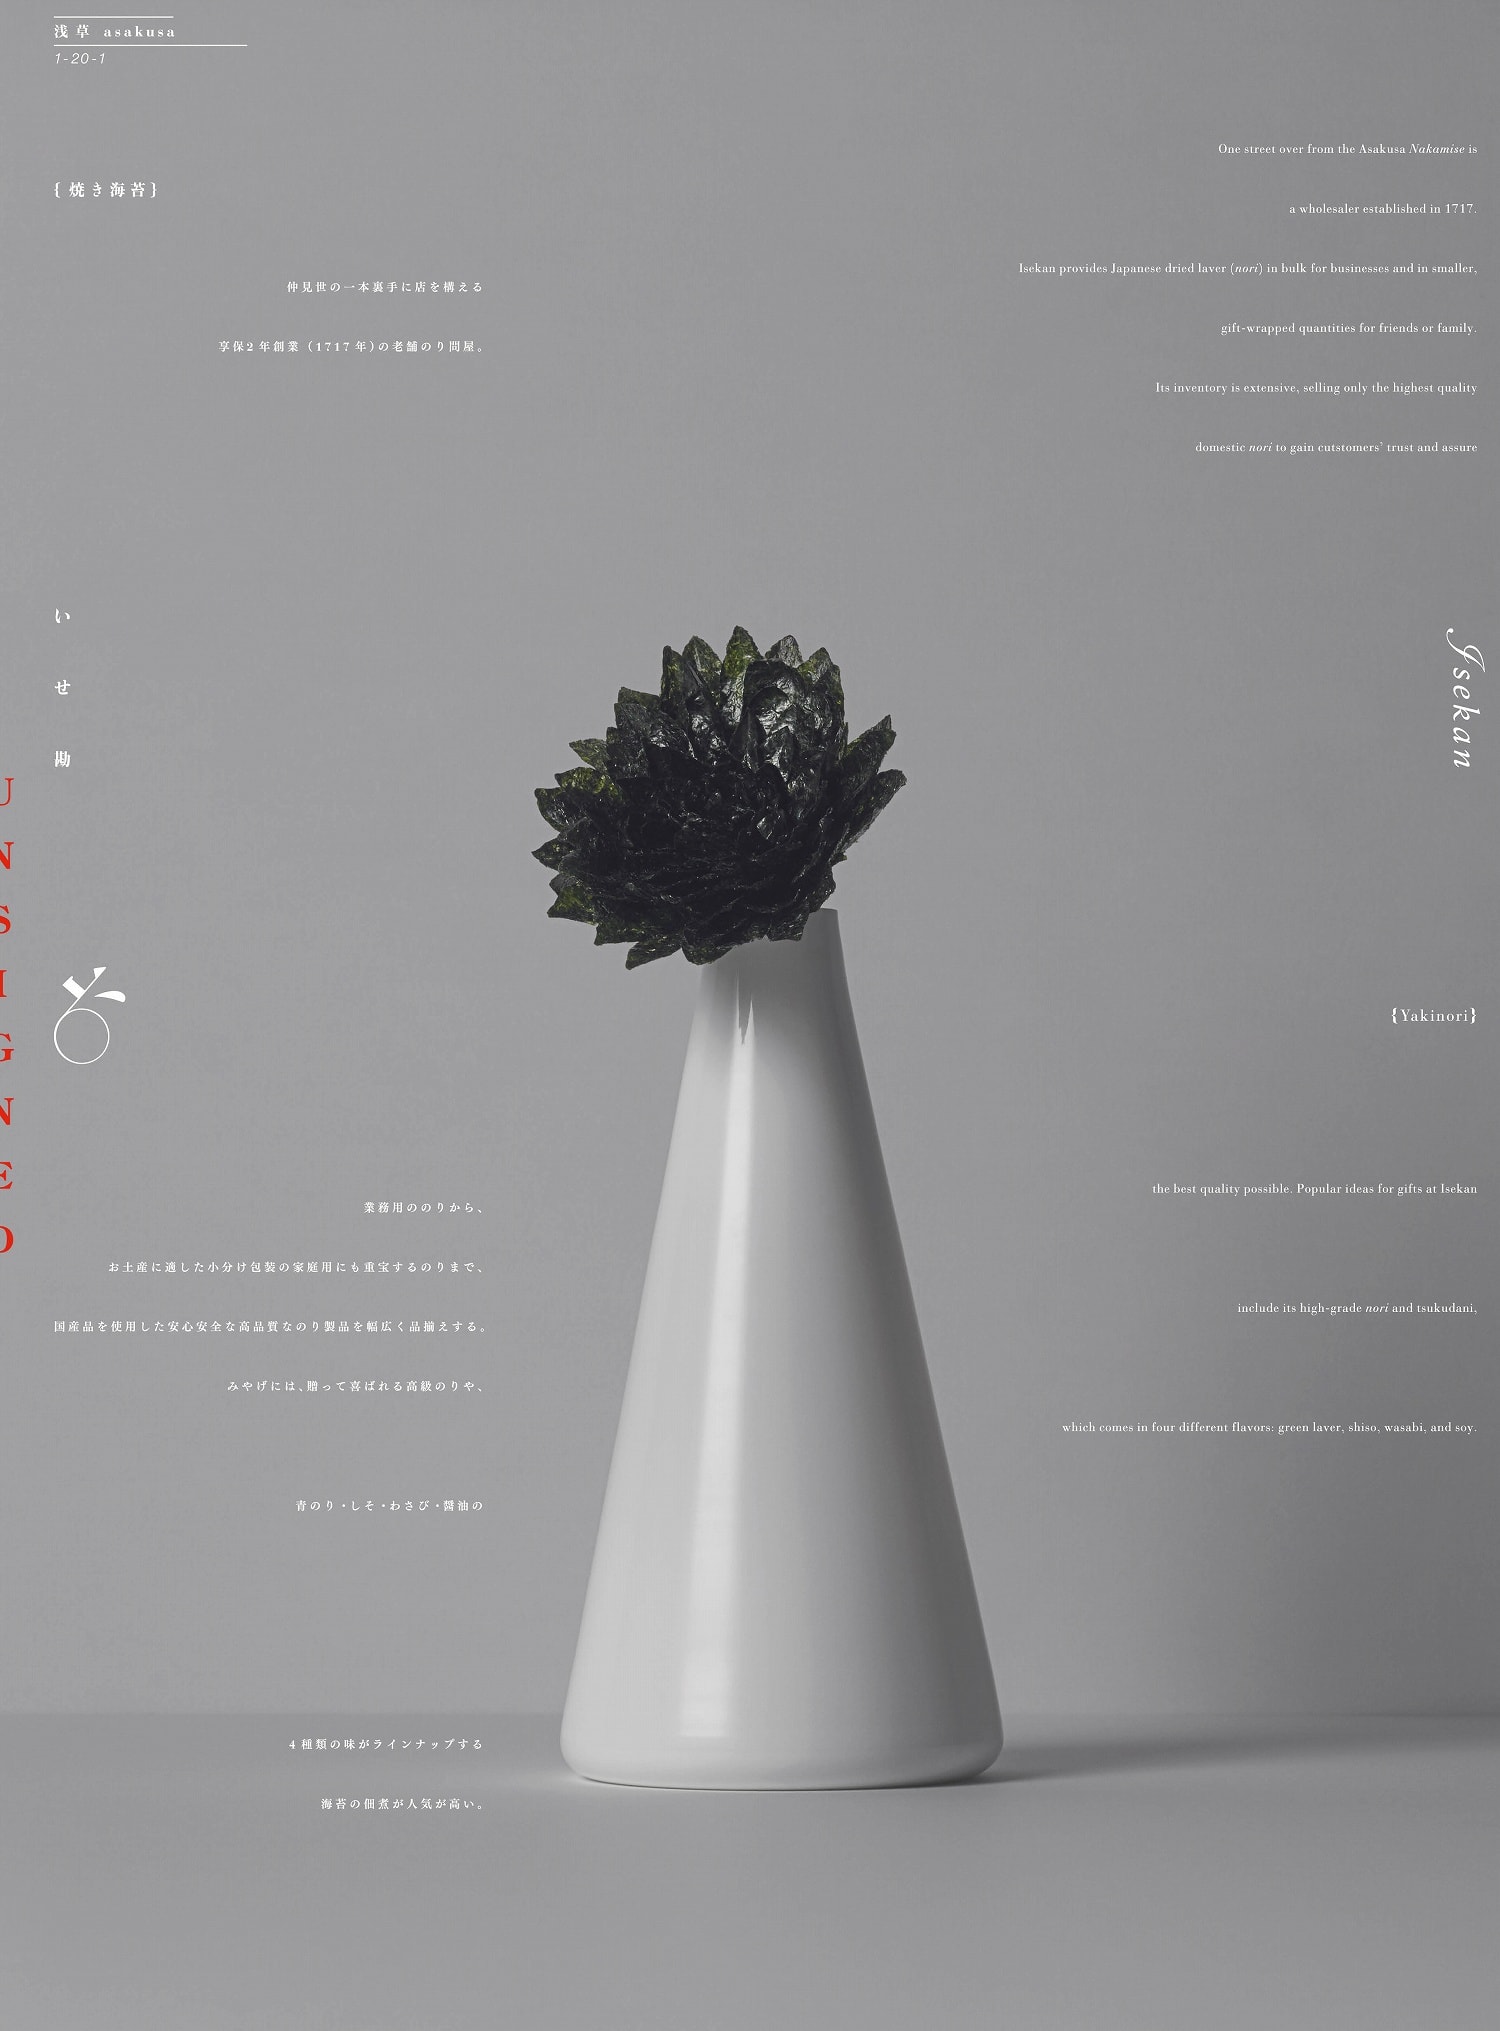 浅草 asakusa
1-20-1
{焼き海苔}
仲見世の一本裏手に店を構える
享保2年創業（1717年）の老舗のり問屋。
いせ勘
UNSIGNED
業務用ののりから、
お土産に適した小分け包装の家庭用にも重宝するのりまで、
国産品を使用した安心安全な高品質なのり製品を幅広く品揃えする。
みやげには、贈って喜ばれる高級のりや、
青のり・しそ・わさび・醤油の
4種類の味がラインナップする
海苔の佃煮が人気が高い。
One street over from the Asakusa Nakamise is
a wholesaler established in 1717.
Isekan provides Japanese dried laver (nori) in bulk for businesses and in smaller,
gift-wrapped quantities for friends or family.
Its inventory is extensive, selling only the highest quality
domestic nori to gain cutstomers' trust and assure
Isekan
{Yakinori}
the best quality possible. Popular ideas for gifts at Isekan
include its high-grade nori and tsukudani,
which comes in four different flavors: green laver, shiso, wasabi, and soy.